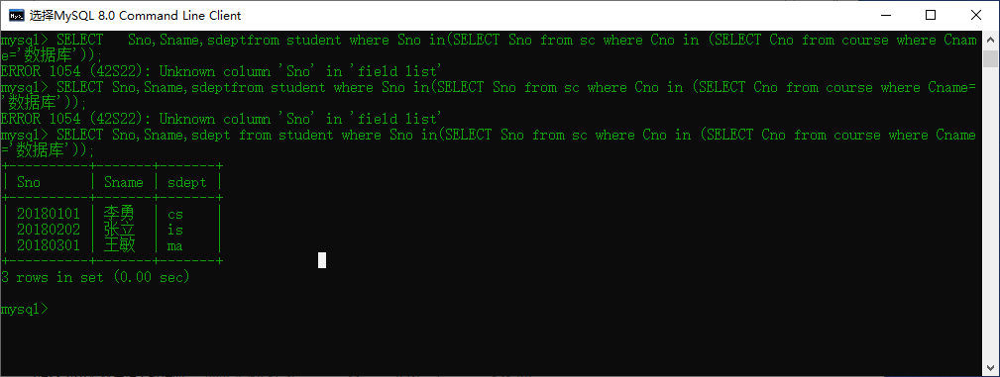 选择MySQL 8.0 Command Line Client
mysql> SELECT   Sno,Sname,sdeptfrom student where Sno in(SELECT Sno from sc where Cno in (SELECT Cno from course where Cnam
e='数据库'));
ERROR 1054 (42S22): Unknown column 'Sno' in 'field list'
mysql> SELECT Sno,Sname,sdeptfrom student where Sno in(SELECT Sno from sc where Cno in (SELECT Cno from course where Cname=
'数据库'));
ERROR 1054 (42S22): Unknown column 'Sno' in 'field list'
mysql> SELECT Sno,Sname,sdept from student where Sno in(SELECT Sno from sc where Cno in (SELECT Cno from course where Cname
='数据库'));
+----------+-------+-------+
| Sno      | Sname | sdept |
+----------+-------+-------+
| 20180101 | 李勇  | cs    |
| 20180202 | 张立  | is    |
| 20180301 | 王敏  | ma    |
+----------+-------+-------+
3 rows in set (0.00 sec)
mysql>